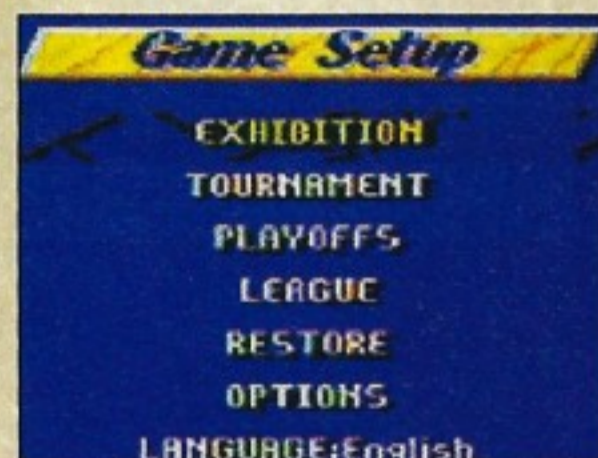 Game Setup
EXHIBITION
TOURNAMENT
PLAYOFFS
LEAGUE
RESTORE
OPTIONS
LANGUAGE:English